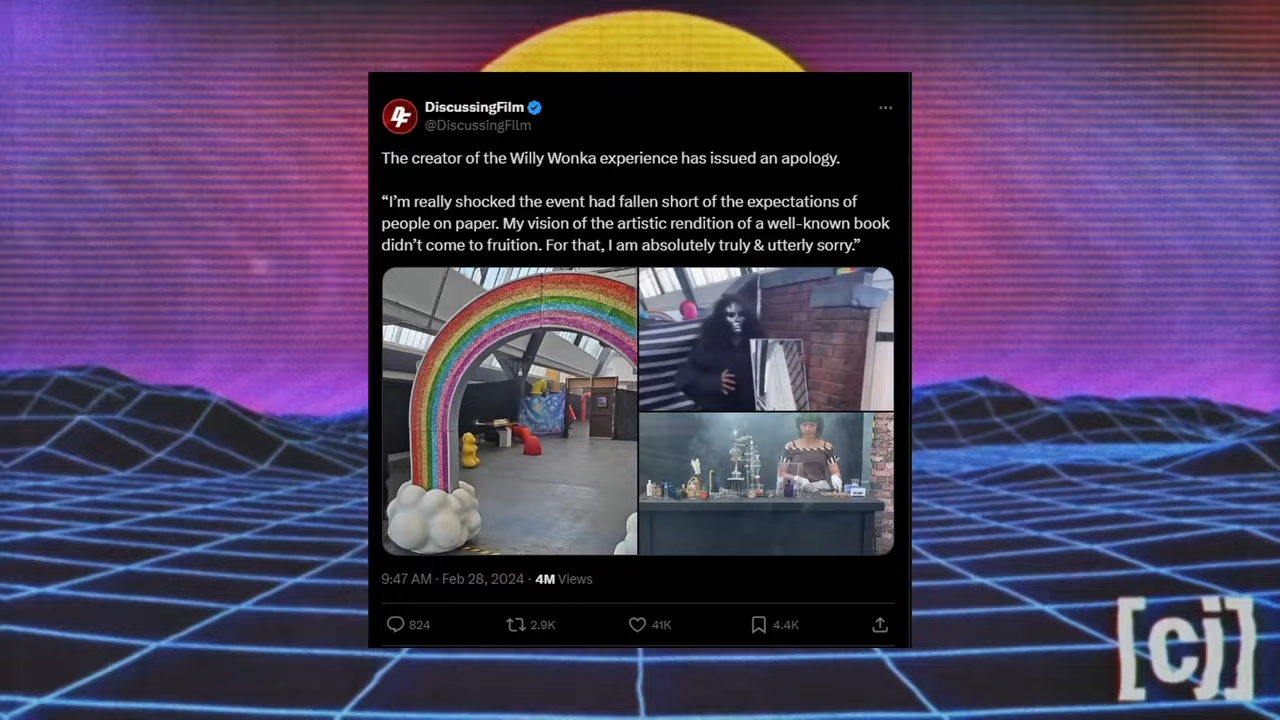 DiscussingFilm
@DiscussingFilm
The creator of the Willy Wonka experience has issued an apology.
“I’m really shocked the event had fallen short of the expectations of
people on paper. My vision of the artistic rendition of a well-known book
didn’t come to fruition. For that, I am absolutely truly & utterly sorry.”
9:47 AM · Feb 28, 2024 · 4M Views
824 2.9K 41K 4.4K
[cj]